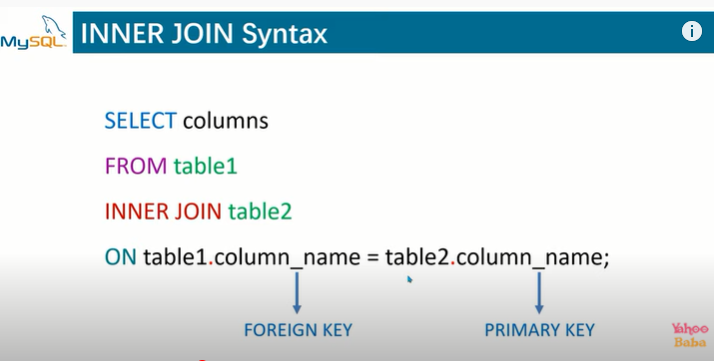 MySQL
INNER JOIN Syntax
i
SELECT columns
FROM table1
INNER JOIN table2
ON table1.column_name = table2.column_name;
FOREIGN KEY
PRIMARY KEY
Yahoo
Baba